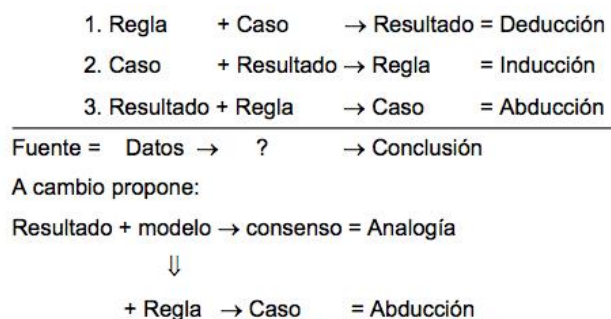 1. Regla + Caso → Resultado = Deducción
2. Caso + Resultado → Regla = Inducción
3. Resultado + Regla → Caso = Abducción
Fuente = Datos → ? → Conclusión
A cambio propone:
Resultado + modelo → consenso = Analogía
⇓
+ Regla → Caso = Abducción